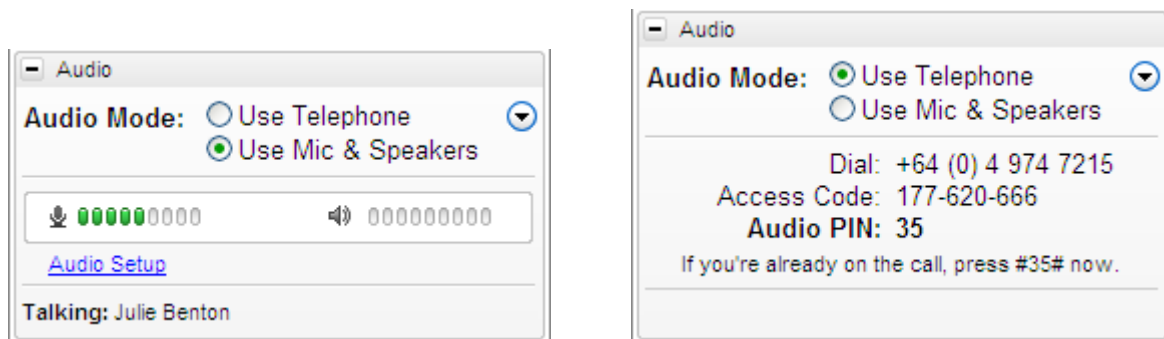 Audio
Audio Mode: Use Telephone
Use Mic & Speakers
Audio Setup
Talking: Julie Benton
Audio
Audio Mode: Use Telephone
Use Mic & Speakers
Dial: +64 (0) 4 974 7215
Access Code: 177-620-666
Audio PIN: 35
If you're already on the call, press #35# now.